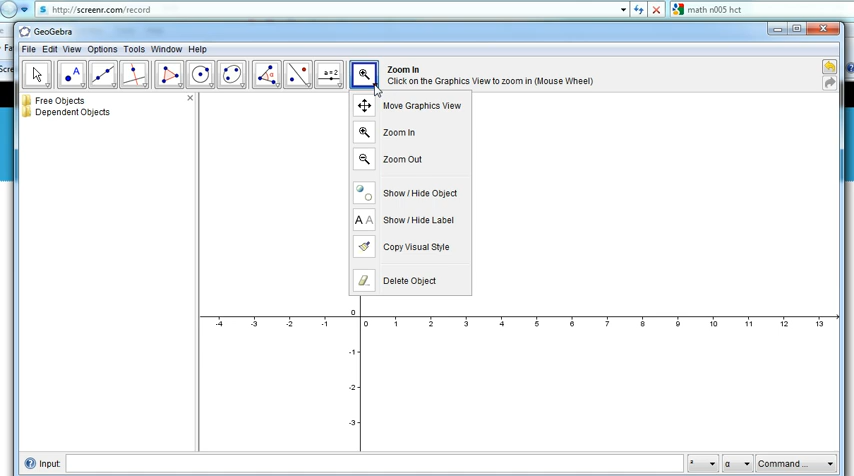 http://screenr.com/record
math n005 hct
GeoGebra
File Edit View Options Tools Window Help
a=2
Zoom In
Click on the Graphics View to zoom in (Mouse Wheel)
Free Objects
Dependent Objects
Move Graphics View
Zoom In
Zoom Out
Show / Hide Object
A A Show / Hide Label
Copy Visual Style
Delete Object
0
-4 -3 -2 -1 0 1 2 3 4 5 6 7 8 9 10 11 12 13
-1
-2
-3
Input: ² α Command ...